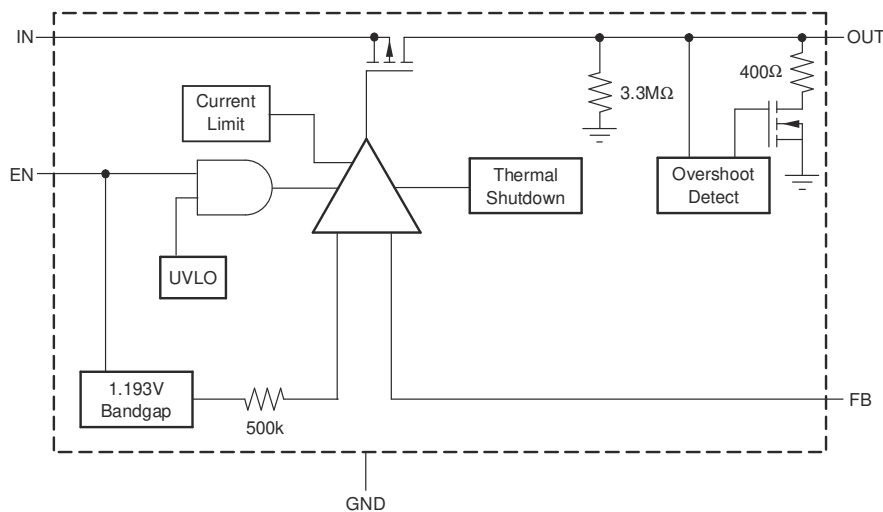 IN
OUT
400Ω
3.3MΩ
Current
Limit
EN
Thermal
Shutdown
Overshoot
Detect
UVLO
1.193V
Bandgap
500k
FB
GND